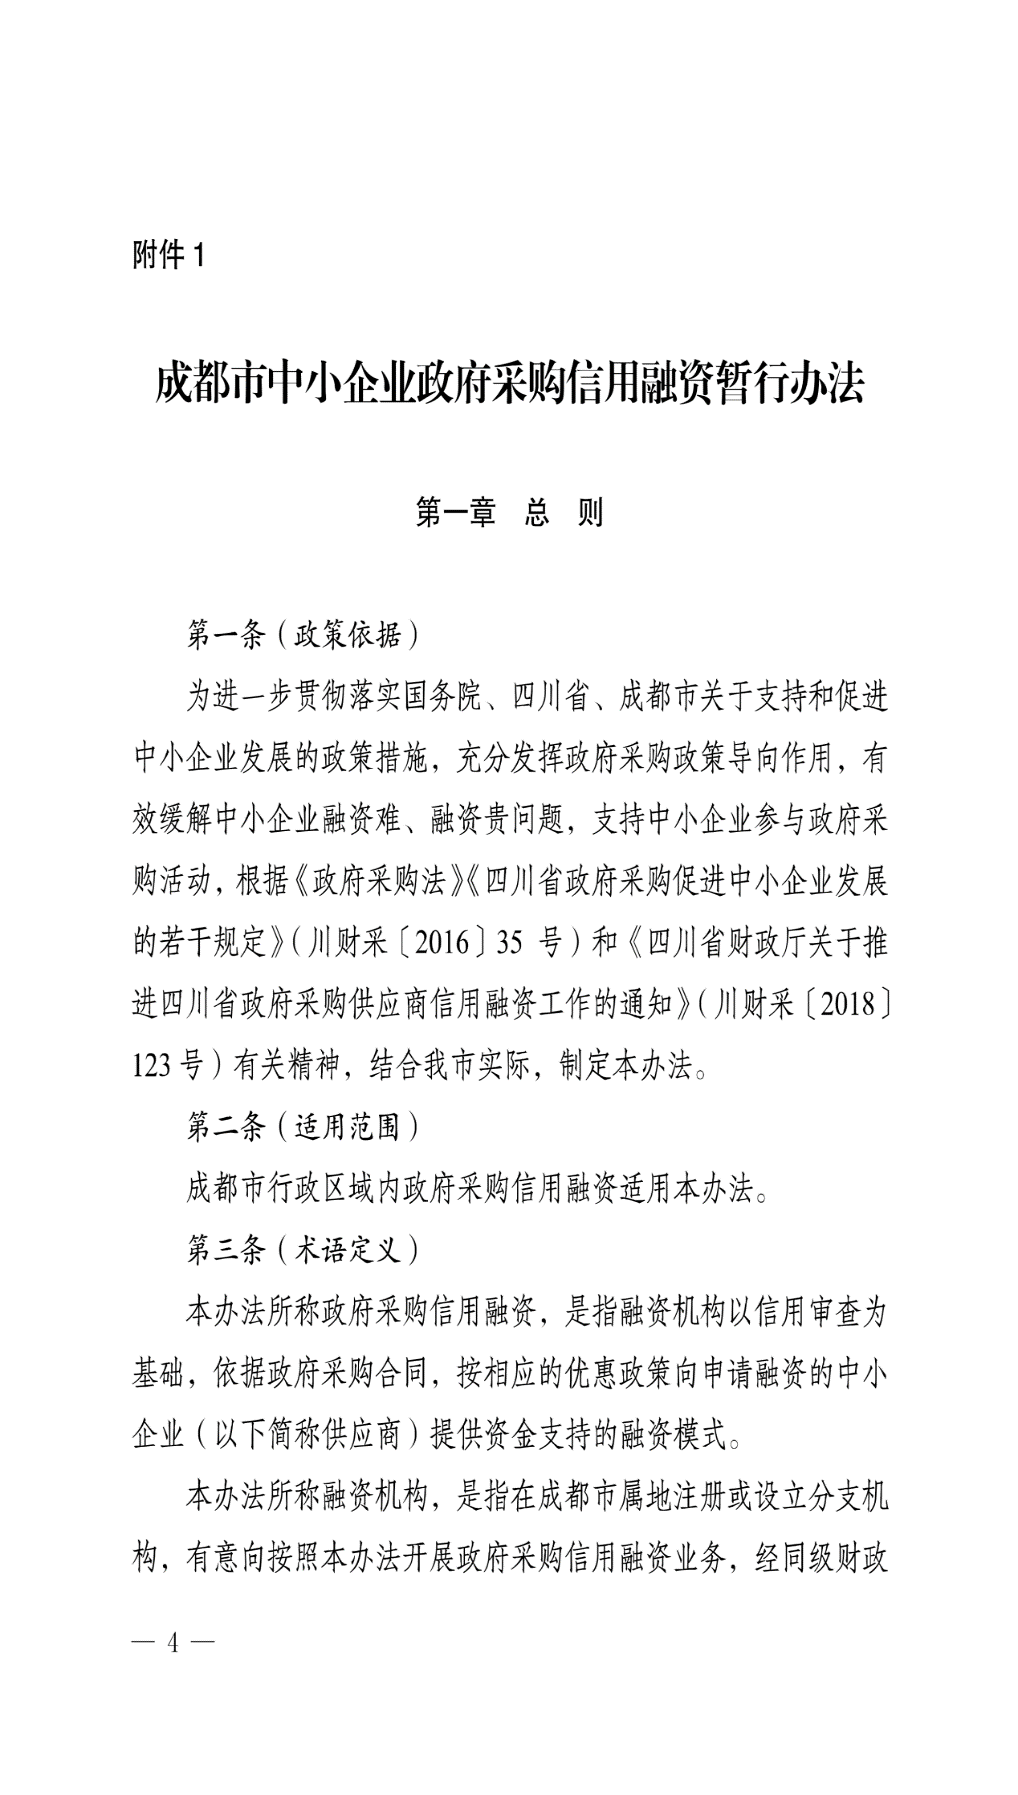 附件 1
成都市中小企业政府采购信用融资暂行办法
第一章　总　则
第一条（政策依据）
为进一步贯彻落实国务院、四川省、成都市关于支持和促进
中小企业发展的政策措施，充分发挥政府采购政策导向作用，有
效缓解中小企业融资难、融资贵问题，支持中小企业参与政府采
购活动，根据《政府采购法》《四川省政府采购促进中小企业发展
的若干规定》（川财采〔2016〕35 号）和《四川省财政厅关于推
进四川省政府采购供应商信用融资工作的通知》（川财采〔2018〕
123 号）有关精神，结合我市实际，制定本办法。
第二条（适用范围）
成都市行政区域内政府采购信用融资适用本办法。
第三条（术语定义）
本办法所称政府采购信用融资，是指融资机构以信用审查为
基础，依据政府采购合同，按相应的优惠政策向申请融资的中小
企业（以下简称供应商）提供资金支持的融资模式。
本办法所称融资机构，是指在成都市属地注册或设立分支机
构，有意向按照本办法开展政府采购信用融资业务，经同级财政
— 4 —